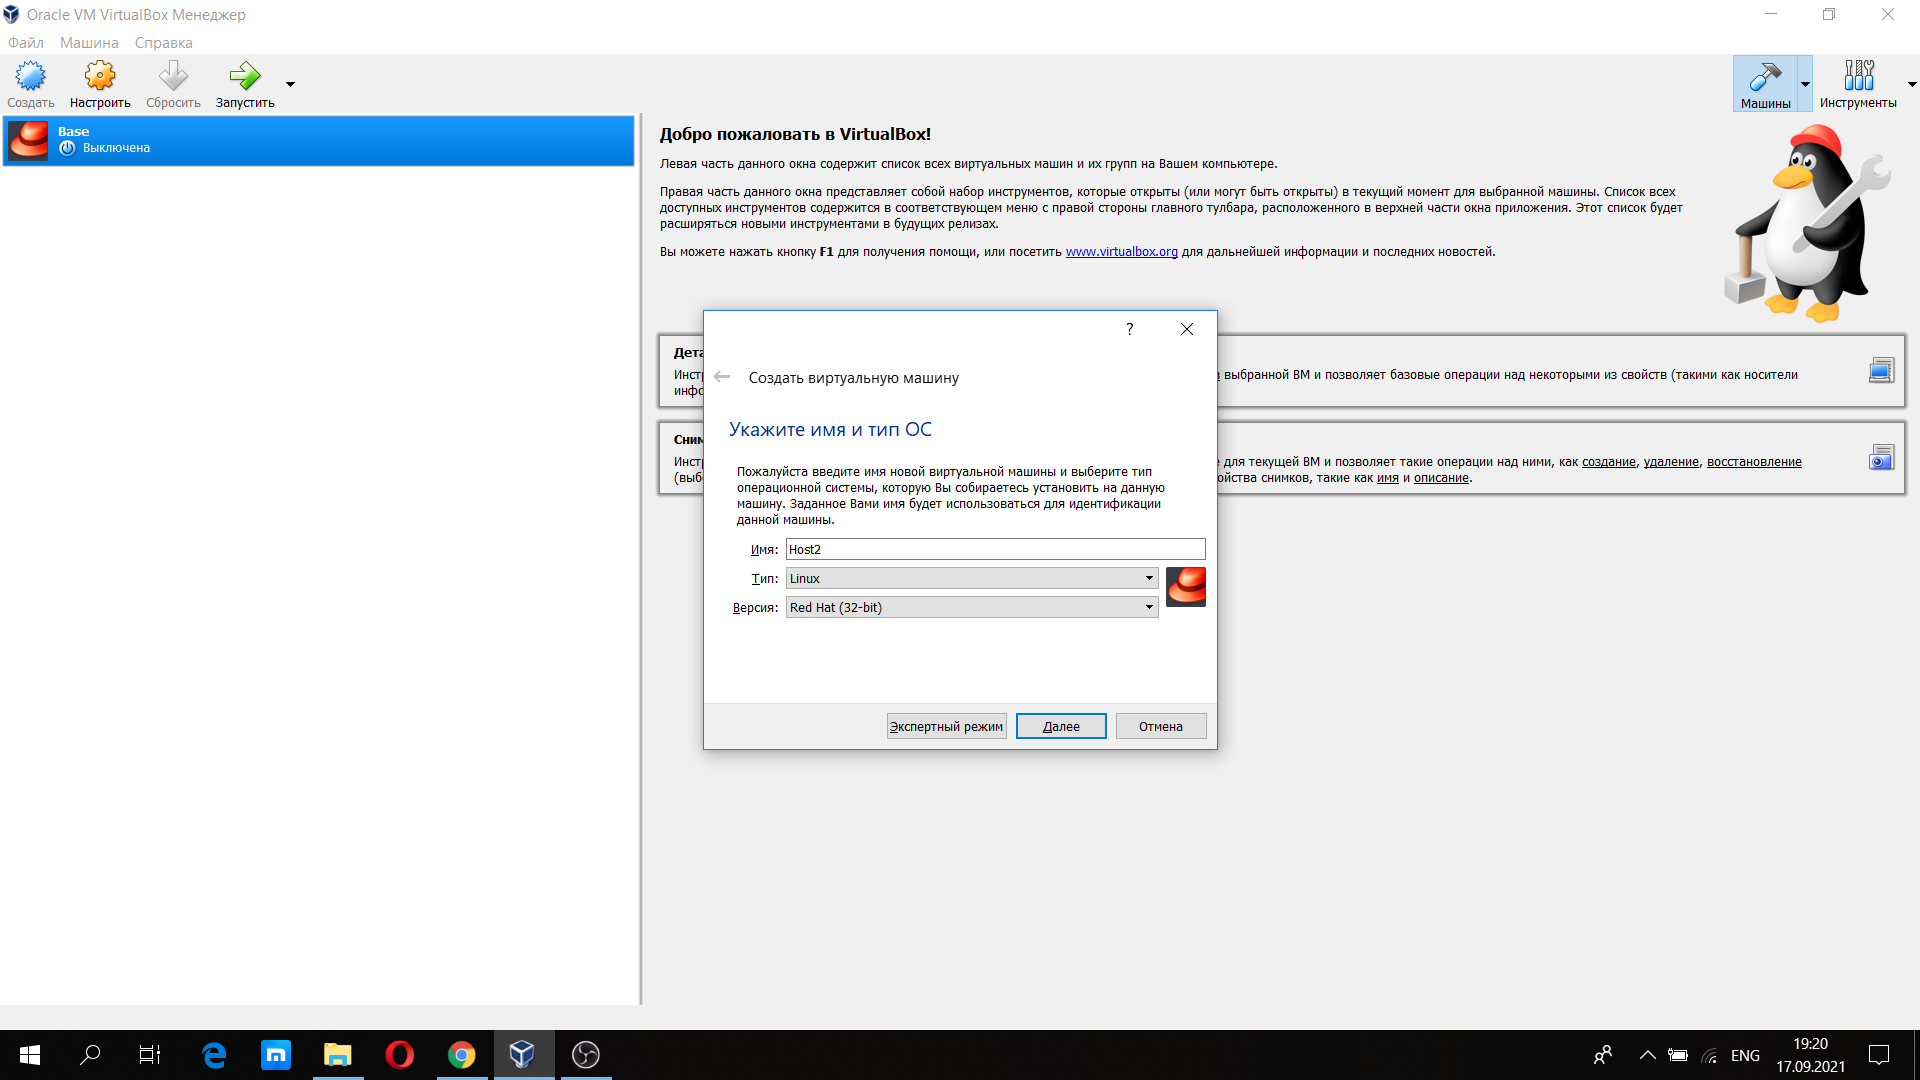 Oracle VM VirtualBox Менеджер
Файл Машина Справка
Создать Настроить Сбросить Запустить
Машины Инструменты
Base
Выключена
Добро пожаловать в VirtualBox!
Левая часть данного окна содержит список всех виртуальных машин и их групп на Вашем компьютере.
Правая часть данного окна представляет собой набор инструментов, которые открыты (или могут быть открыты) в текущий момент для выбранной машины. Список всех
доступных инструментов содержится в соответствующем меню с правой стороны главного тулбара, расположенного в верхней части окна приложения. Этот список будет
расширяться новыми инструментами в будущих релизах.
Вы можете нажать кнопку F1 для получения помощи, или посетить www.virtualbox.org для дальнейшей информации и последних новостей.
Дета
Инст
выбранной ВМ и позволяет базовые операции над некоторыми из свойств (такими как носители
инфо
Сним
Инст
для текущей ВМ и позволяет такие операции над ними, как создание, удаление, восстановление
(выб
ойства снимков, такие как имя и описание.
?
Создать виртуальную машину
Укажите имя и тип ОС
Пожалуйста введите имя новой виртуальной машины и выберите тип
операционной системы, которую Вы собираетесь установить на данную
машину. Заданное Вами имя будет использоваться для идентификации
данной машины.
Имя: Host2
Тип: Linux
Версия: Red Hat (32-bit)
Экспертный режим Далее Отмена
ENG
19:20
17.09.2021